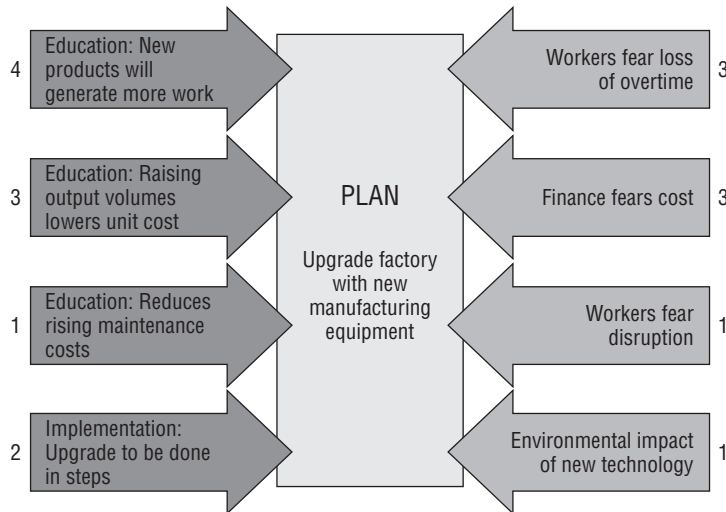 4
Education: New
products will
generate more work
3
Education: Raising
output volumes
lowers unit cost
1
Education: Reduces
rising maintenance
costs
2
Implementation:
Upgrade to be done
in steps
PLAN
Upgrade factory
with new
manufacturing
equipment
Workers fear loss
of overtime
3
Finance fears cost
3
Workers fear
disruption
1
Environmental impact
of new technology
1